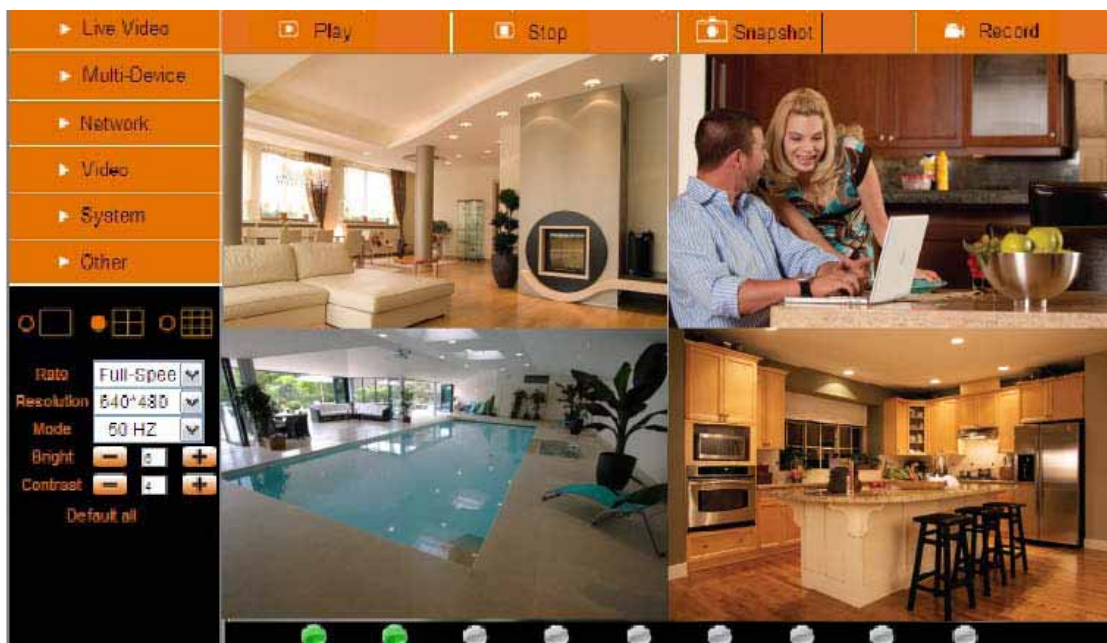 Live Video
Play
Stop
Snapshot
Record
Multi-Device
Network
Video
System
Other
Rate Full-Spee
Resolution 640*480
Mode 50 HZ
Bright 6
Contrast 4
Default all